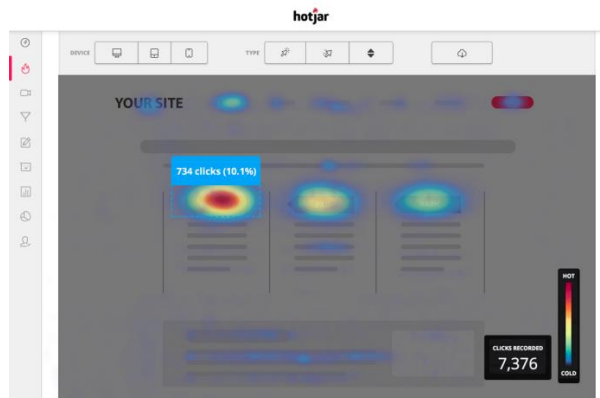 hotjar
DEVICE
TYPE
YOUR SITE
734 clicks (10.1%)
HOT
CLICKS RECORDED
7,376
COLD